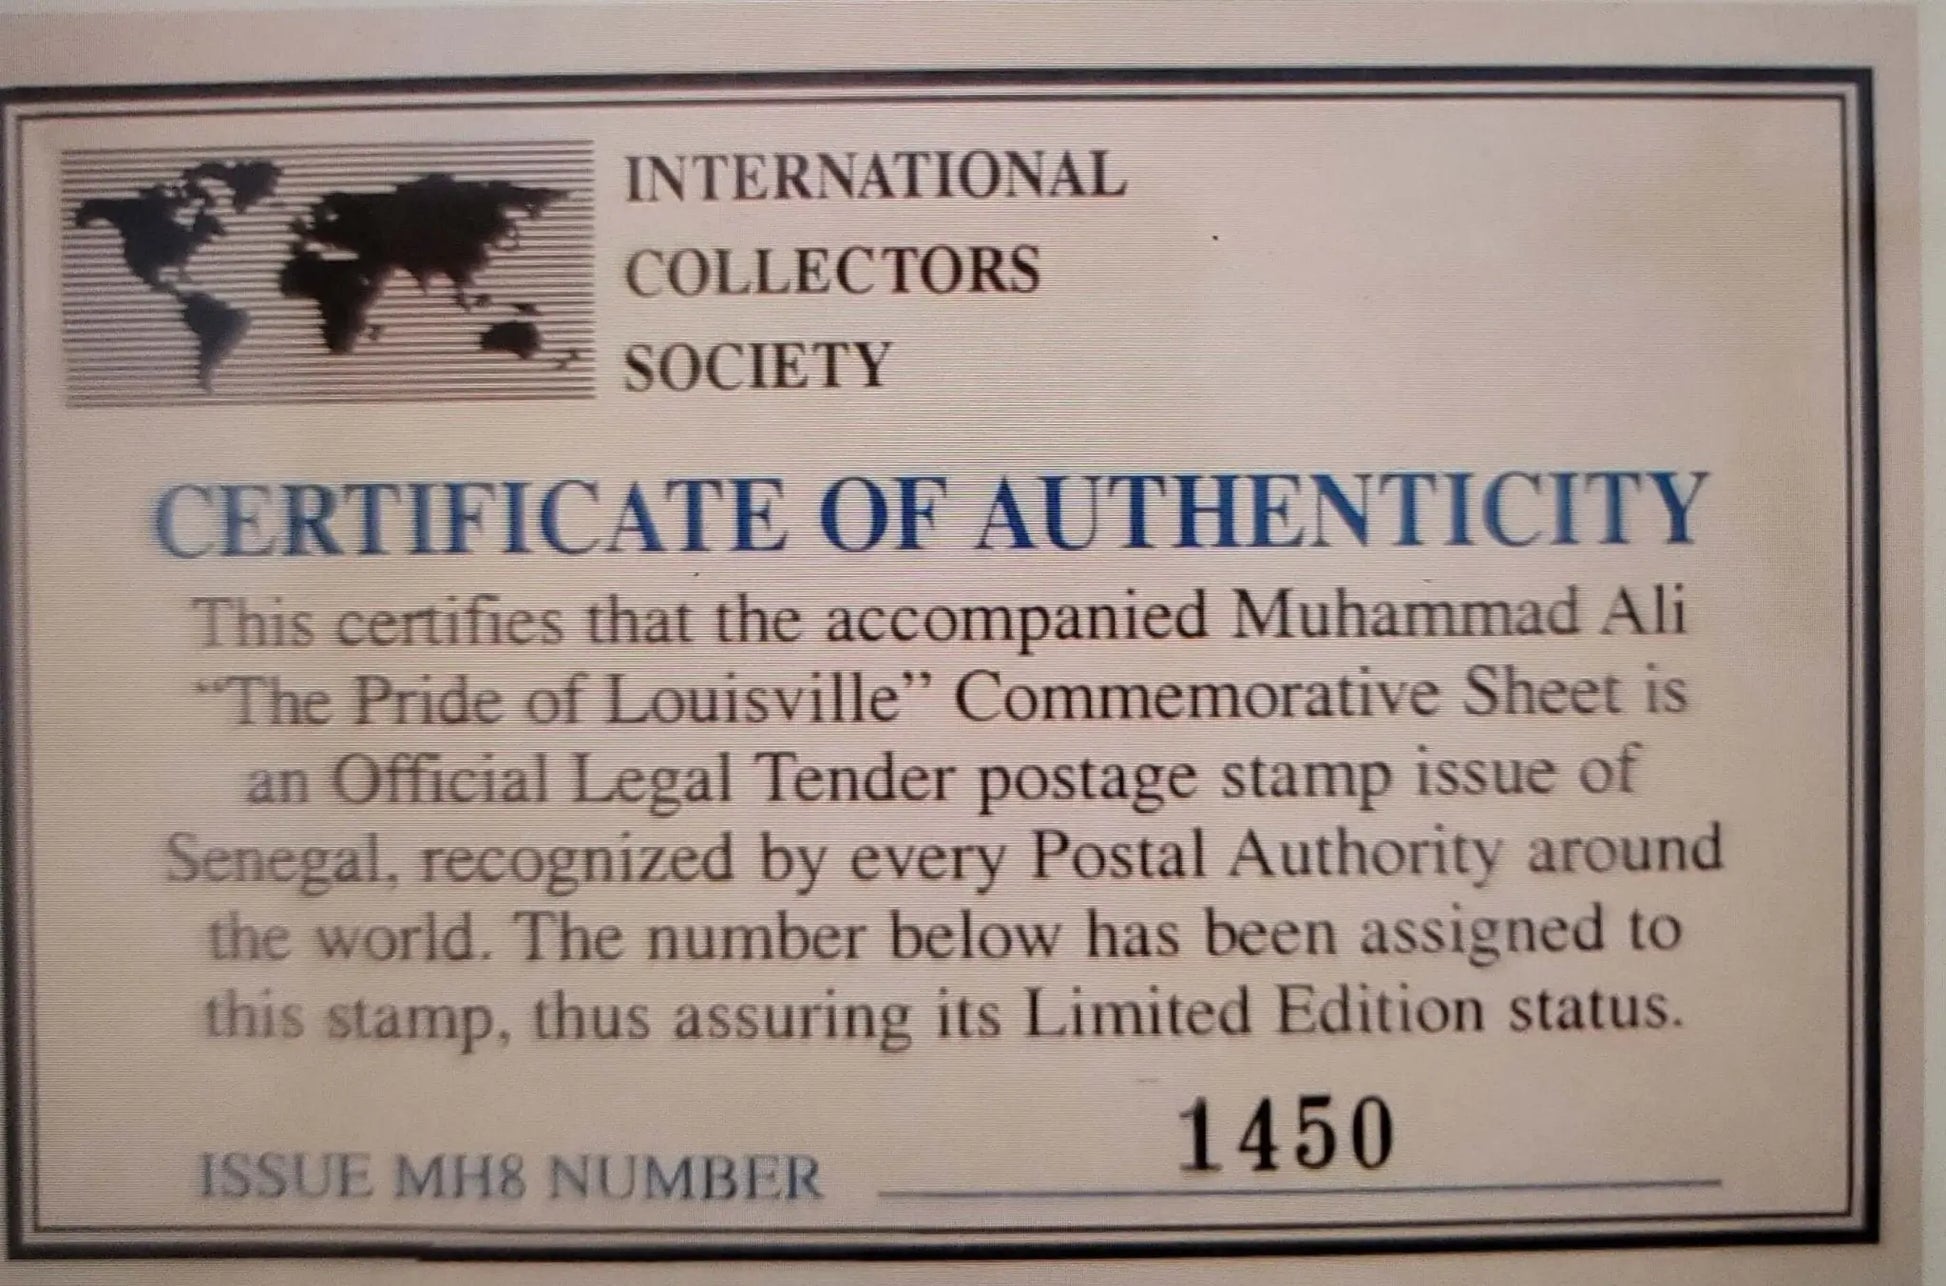 INTERNATIONAL
COLLECTORS
SOCIETY
CERTIFICATE OF AUTHENTICITY
This certifies that the accompanied Muhammad Ali
“The Pride of Louisville” Commemorative Sheet is
an Official Legal Tender postage stamp issue of
Senegal, recognized by every Postal Authority around
the world. The number below has been assigned to
this stamp, thus assuring its Limited Edition status.
ISSUE MH8 NUMBER 1450